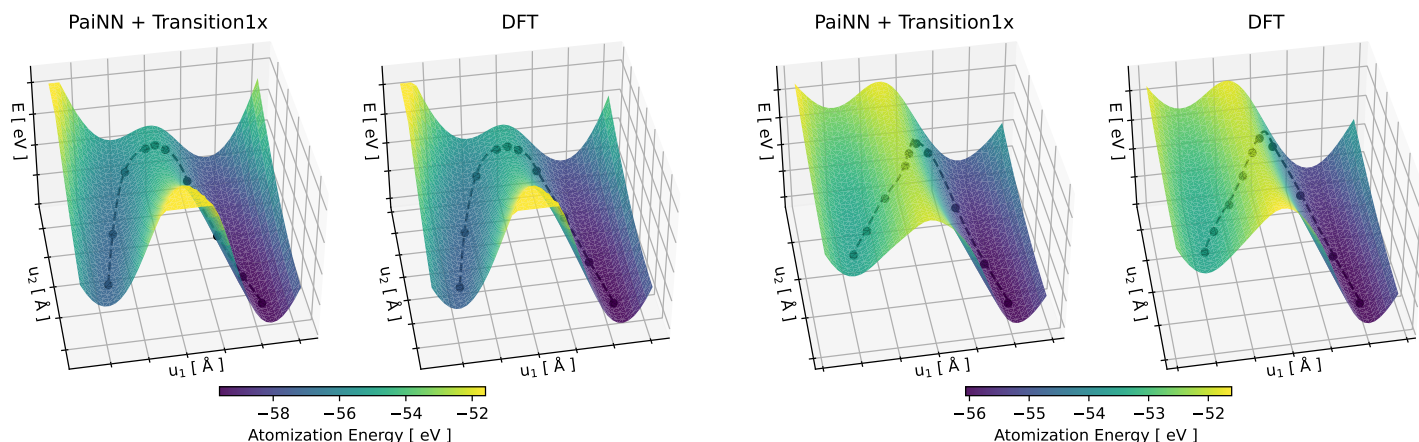 PaiNN + Transition1x
DFT
PaiNN + Transition1x
DFT
E [ eV ]
E [ eV ]
E [ eV ]
E [ eV ]
u₂ [ Å ]
u₂ [ Å ]
u₂ [ Å ]
u₂ [ Å ]
u₁ [ Å ]
u₁ [ Å ]
u₁ [ Å ]
u₁ [ Å ]
−58 −56 −54 −52
Atomization Energy [ eV ]
−56 −55 −54 −53 −52
Atomization Energy [ eV ]